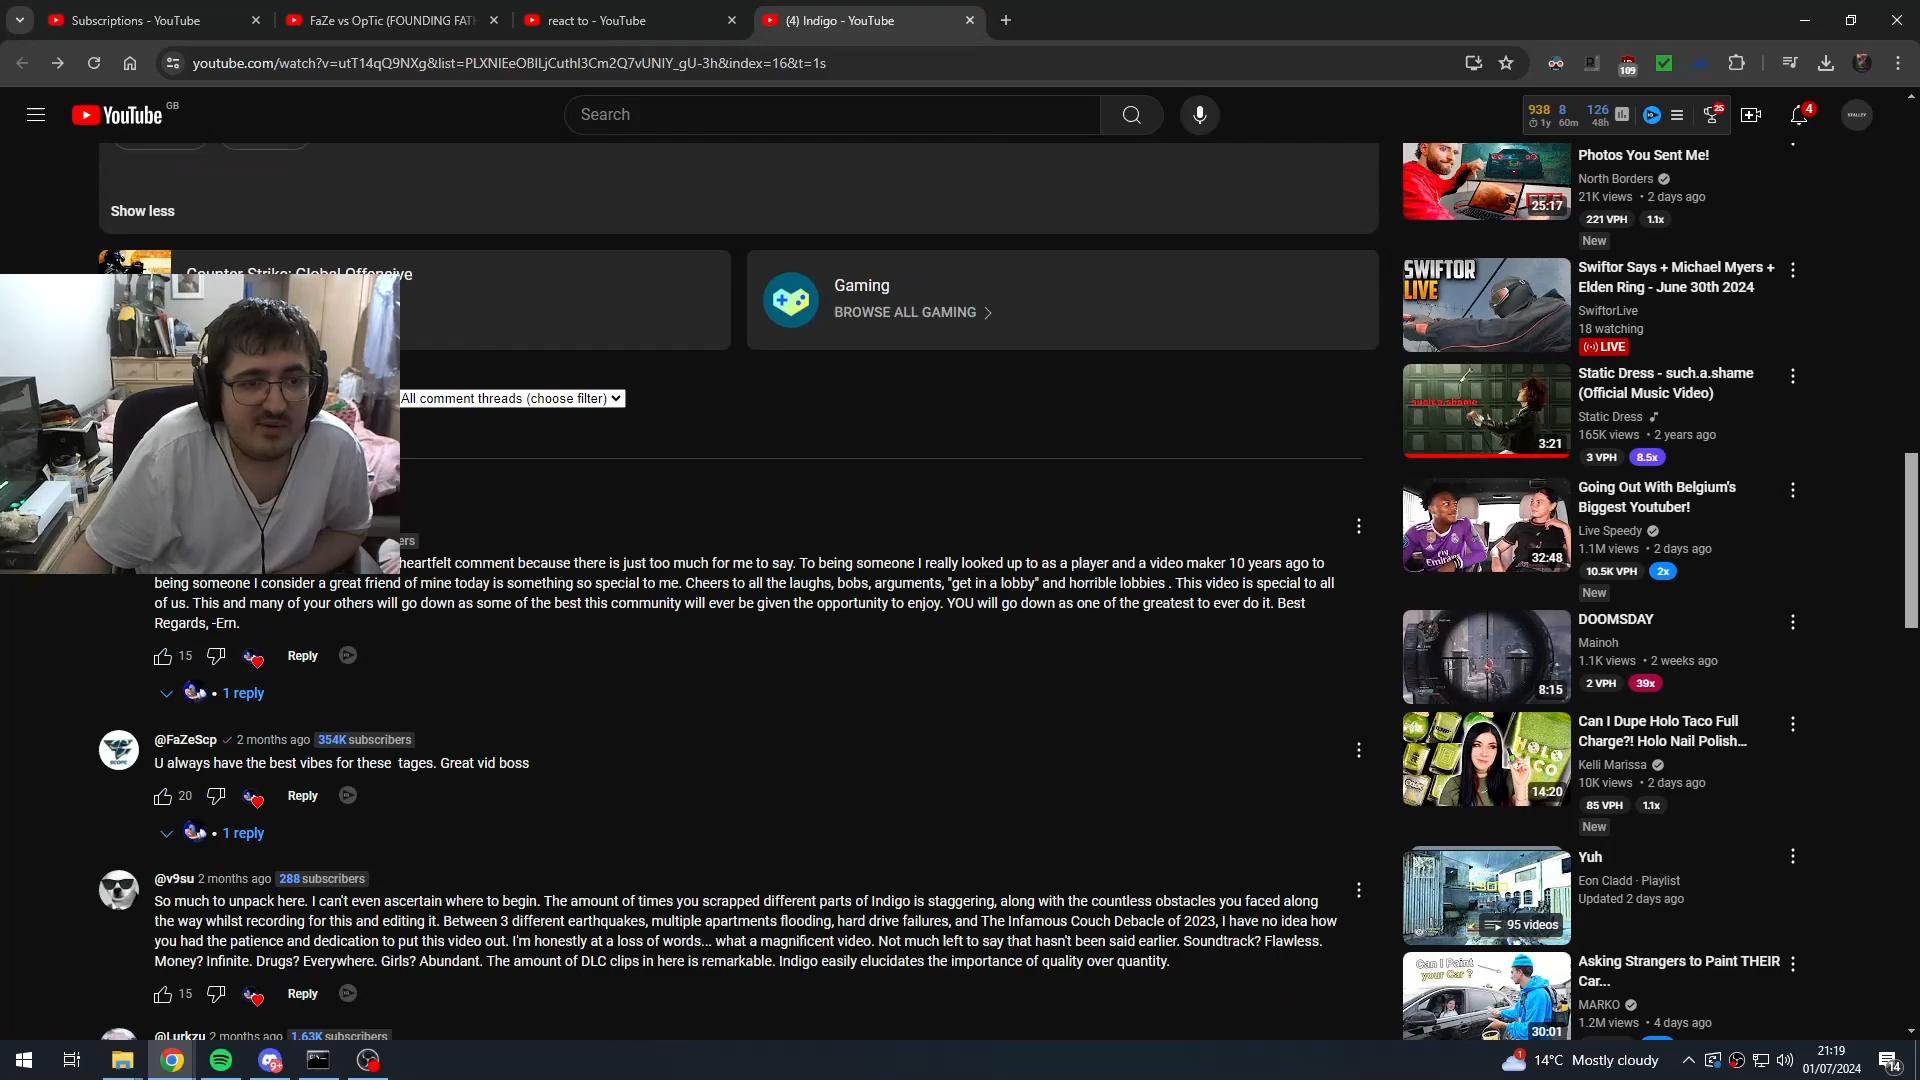 Subscriptions - YouTube
FaZe vs OpTic (FOUNDING FATH
react to - YouTube
(4) Indigo - YouTube
youtube.com/watch?v=utT14qQ9NXg&list=PLXNIEeOBILjCuthl3Cm2Q7vUNIY_gU-3h&index=16&t=1s
109
YouTube GB
Search
938 8 126
1y 60m 48h
25
4
Show less
Counter Strike: Global Offensive
Gaming
BROWSE ALL GAMING
All comment threads (choose filter)
ers
heartfelt comment because there is just too much for me to say. To being someone I really looked up to as a player and a video maker 10 years ago to
being someone I consider a great friend of mine today is something so special to me. Cheers to all the laughs, bobs, arguments, "get in a lobby" and horrible lobbies . This video is special to all
of us. This and many of your others will go down as some of the best this community will ever be given the opportunity to enjoy. YOU will go down as one of the greatest to ever do it. Best
Regards, -Ern.
15 Reply
• 1 reply
@FaZeScp 2 months ago 354K subscribers
U always have the best vibes for these tages. Great vid boss
20 Reply
• 1 reply
@v9su 2 months ago 288 subscribers
So much to unpack here. I can't even ascertain where to begin. The amount of times you scrapped different parts of Indigo is staggering, along with the countless obstacles you faced along
the way whilst recording for this and editing it. Between 3 different earthquakes, multiple apartments flooding, hard drive failures, and The Infamous Couch Debacle of 2023, I have no idea how
you had the patience and dedication to put this video out. I'm honestly at a loss of words... what a magnificent video. Not much left to say that hasn't been said earlier. Soundtrack? Flawless.
Money? Infinite. Drugs? Everywhere. Girls? Abundant. The amount of DLC clips in here is remarkable. Indigo easily elucidates the importance of quality over quantity.
15 Reply
@Lurkzu 2 months ago 1.63K subscribers
25:17
Photos You Sent Me!
North Borders
21K views • 2 days ago
221 VPH 1.1x
New
SWIFTOR
LIVE
Swiftor Says + Michael Myers +
Elden Ring - June 30th 2024
SwiftorLive
18 watching
LIVE
such.a.shame
3:21
Static Dress - such.a.shame
(Official Music Video)
Static Dress
165K views • 2 years ago
3 VPH 8.5x
32:48
Going Out With Belgium's
Biggest Youtuber!
Live Speedy
1.1M views • 2 days ago
10.5K VPH 2x
New
8:15
DOOMSDAY
Mainoh
1.1K views • 2 weeks ago
2 VPH 39x
HOLO
TACO
14:20
Can I Dupe Holo Taco Full
Charge?! Holo Nail Polish...
Kelli Marissa
10K views • 2 days ago
85 VPH 1.1x
New
95 videos
Yuh
Eon Cladd · Playlist
Updated 2 days ago
Can I Paint
your Car ?
30:01
Asking Strangers to Paint THEIR
Car...
MARKO
1.2M views • 4 days ago
9+
1
14°C Mostly cloudy
21:19
01/07/2024
14